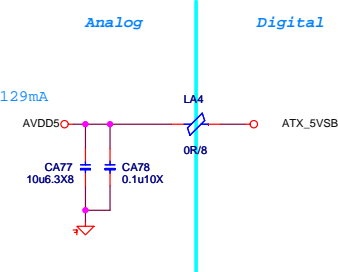 Analog Digital
129mA
LA4
AVDD5 ATX_5VSB
0R/8
CA77 CA78
10u6.3X8 0.1u10X